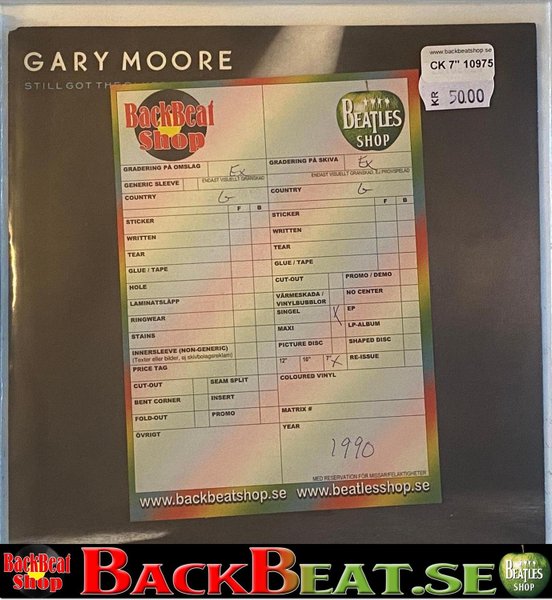 GARY MOORE
STILL GOT THE
www.backbeatshop.se
CK 7" 10975
KR 50.00
BackBeat
Shop
BEATLES
SHOP
GRADERING PÅ OMSLAG Ex
ENDAST VISUELLT GRANSKAD
GENERIC SLEEVE
COUNTRY G
F B
STICKER
WRITTEN
TEAR
GLUE / TAPE
HOLE
LAMINATSLÄPP
RINGWEAR
STAINS
INNERSLEEVE (NON-GENERIC)
(Texter eller bilder, ej skivbolagsreklam)
PRICE TAG
CUT-OUT SEAM SPLIT
BENT CORNER INSERT
FOLD-OUT PROMO
ÖVRIGT
GRADERING PÅ SKIVA Ex
ENDAST VISUELLT GRANSKAD, EJ PROVSPELAD
COUNTRY G
F B
STICKER
WRITTEN
TEAR
GLUE / TAPE
CUT-OUT PROMO / DEMO
VÄRMESKADA / NO CENTER
VINYLBUBBLOR
SINGEL X EP
MAXI LP-ALBUM
PICTURE DISC SHAPED DISC
12" 10" 7" X RE-ISSUE
COLOURED VINYL
MATRIX #
YEAR
1990
MED RESERVATION FÖR MISSAR/FELAKTIGHETER
www.backbeatshop.se www.beatlesshop.se
BackBeat
Shop
BACKBEAT.SE
BEATLES
SHOP